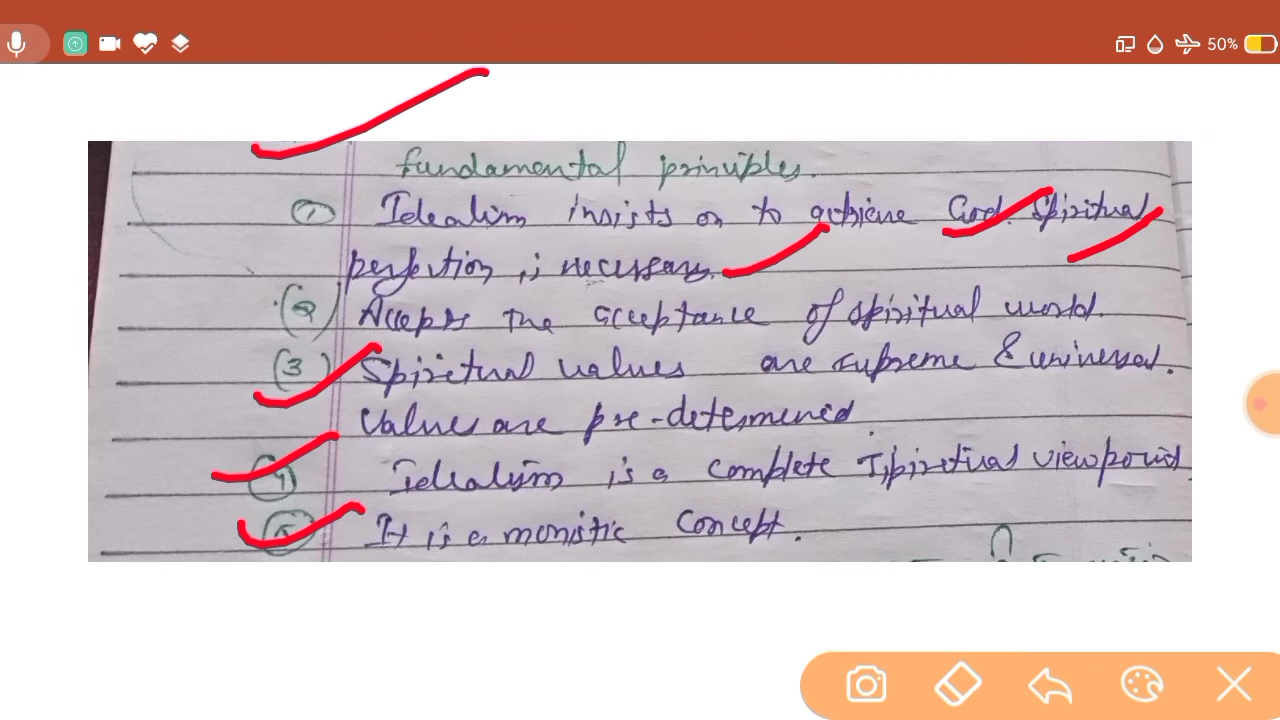 50%
fundamental principles.
(1) Idealism insists on to achieve God. Spiritual
perfection is necessary.
(2) Accepts the acceptance of spiritual world.
(3) Spiritual values are supreme & universal.
Values are pre-determined
(4) Idealism is a complete spiritual viewpoint
(5) It is a monistic concept.